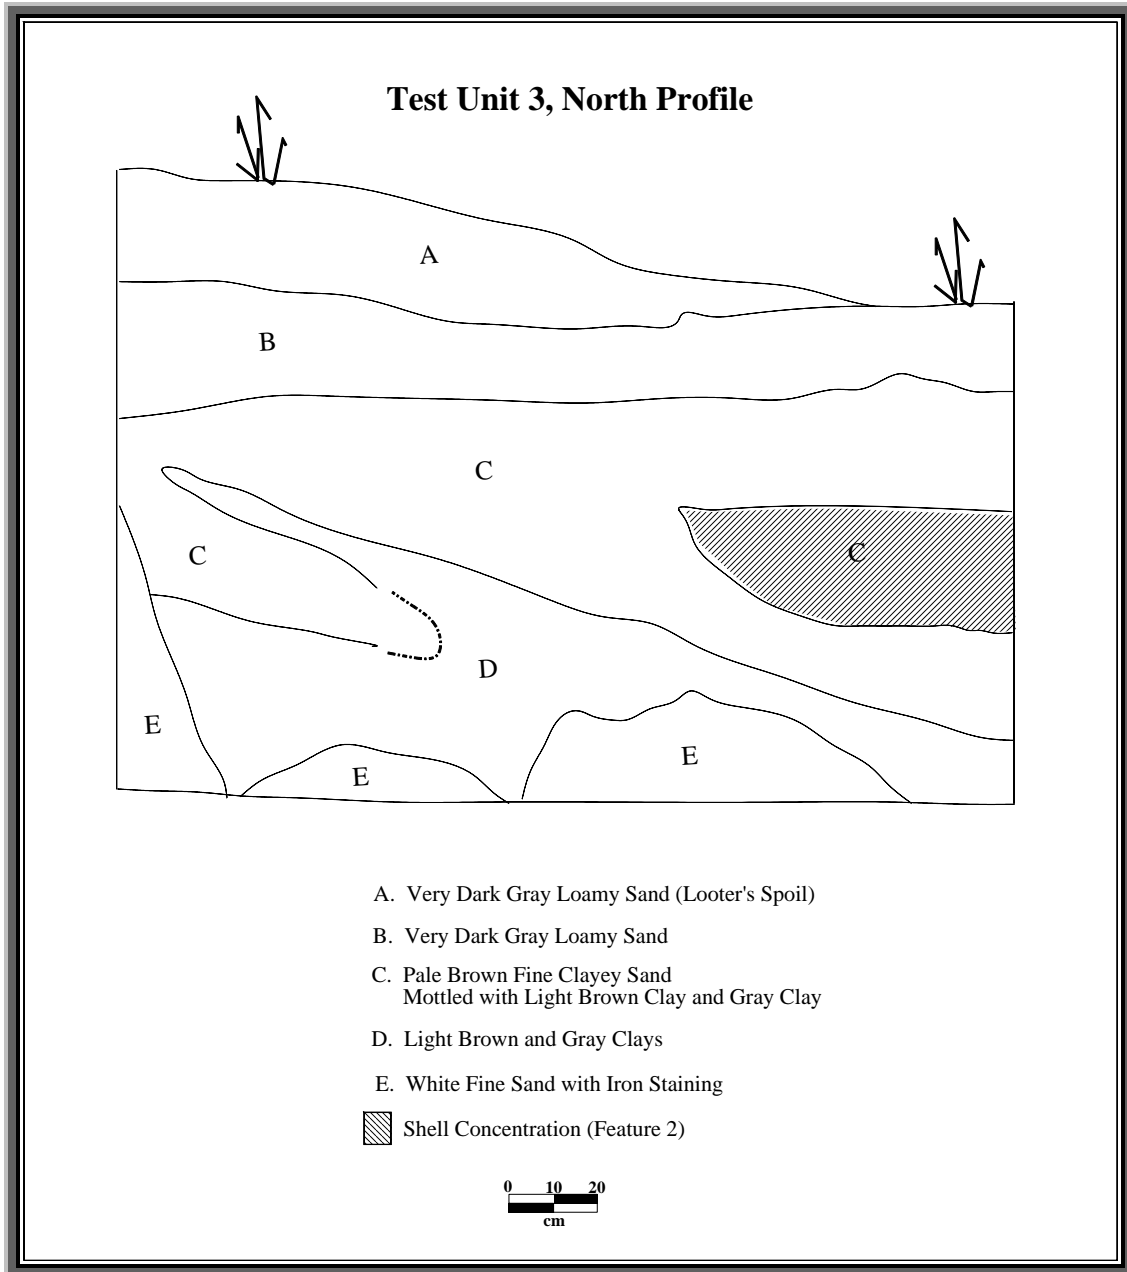 Test Unit 3, North Profile
A
B
C
C
C
D
E
E
E
A. Very Dark Gray Loamy Sand (Looter's Spoil)
B. Very Dark Gray Loamy Sand
C. Pale Brown Fine Clayey Sand
Mottled with Light Brown Clay and Gray Clay
D. Light Brown and Gray Clays
E. White Fine Sand with Iron Staining
Shell Concentration (Feature 2)
0 10 20
cm